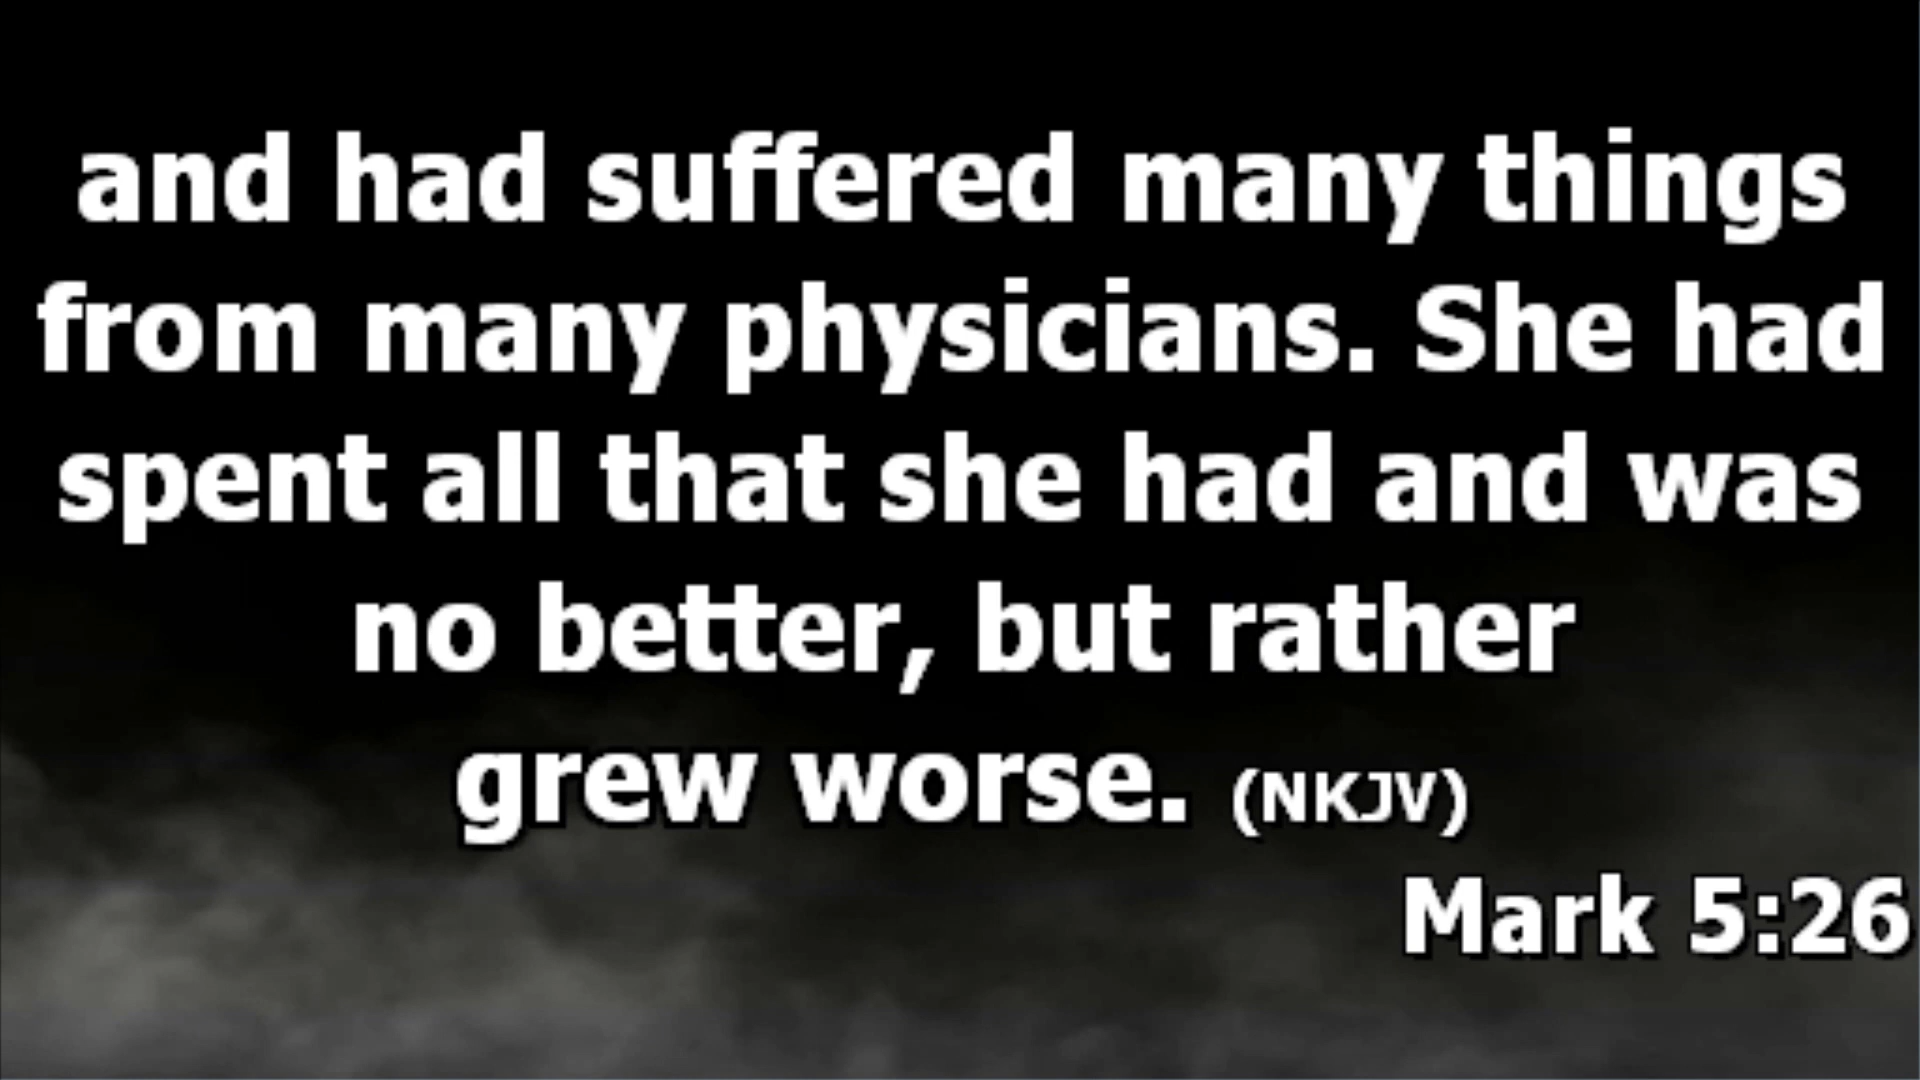 and had suffered many things
from many physicians. She had
spent all that she had and was
no better, but rather
grew worse. (NKJV)
Mark 5:26